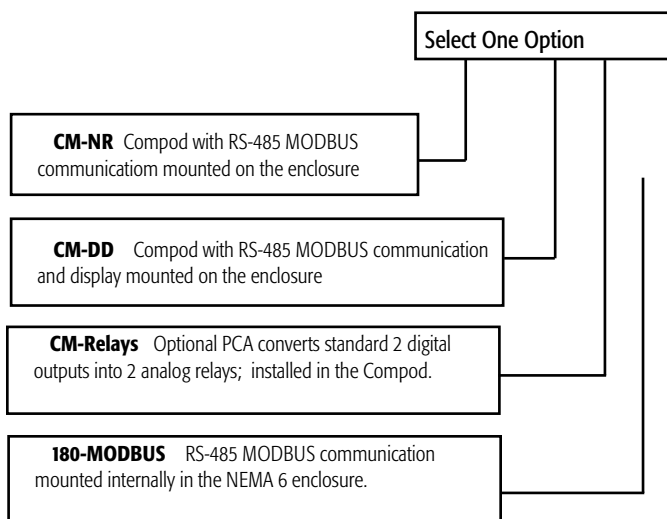 Select One Option
CM-NR Compod with RS-485 MODBUS
communicatiom mounted on the enclosure
CM-DD Compod with RS-485 MODBUS communication
and display mounted on the enclosure
CM-Relays Optional PCA converts standard 2 digital
outputs into 2 analog relays; installed in the Compod.
180-MODBUS RS-485 MODBUS communication
mounted internally in the NEMA 6 enclosure.